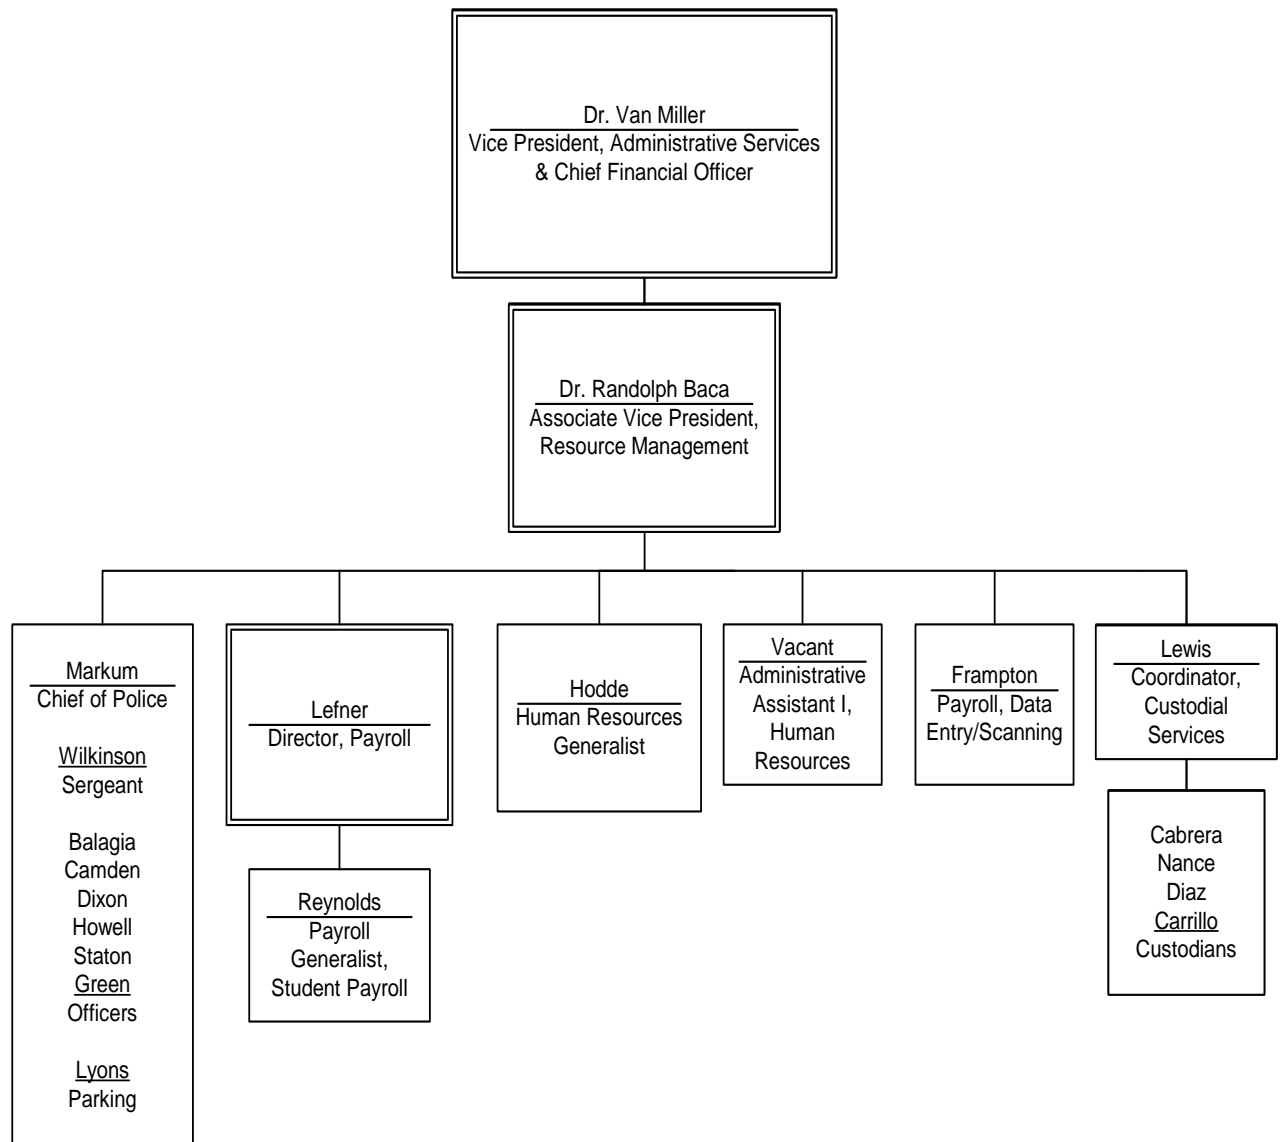 Dr. Van Miller
Vice President, Administrative Services
& Chief Financial Officer
Dr. Randolph Baca
Associate Vice President,
Resource Management
Markum
Chief of Police
Wilkinson
Sergeant
Balagia
Camden
Dixon
Howell
Staton
Green
Officers
Lyons
Parking
Lefner
Director, Payroll
Reynolds
Payroll
Generalist,
Student Payroll
Hodde
Human Resources
Generalist
Vacant
Administrative
Assistant I,
Human
Resources
Frampton
Payroll, Data
Entry/Scanning
Lewis
Coordinator,
Custodial
Services
Cabrera
Nance
Diaz
Carrillo
Custodians